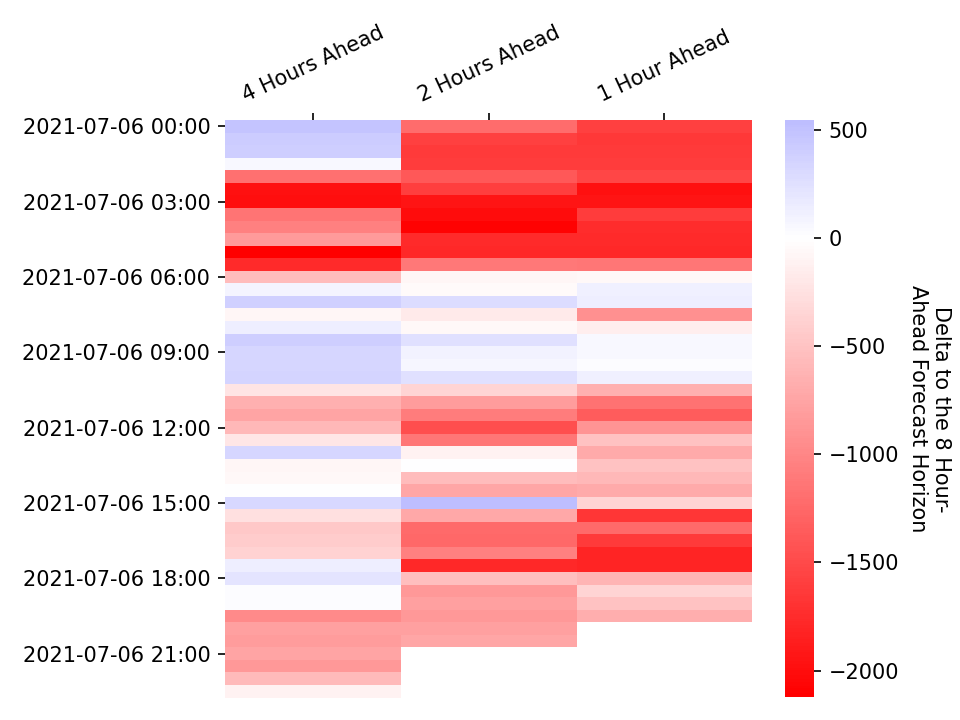 4 Hours Ahead
2 Hours Ahead
1 Hour Ahead
2021-07-06 00:00
2021-07-06 03:00
2021-07-06 06:00
2021-07-06 09:00
2021-07-06 12:00
2021-07-06 15:00
2021-07-06 18:00
2021-07-06 21:00
500
0
−500
−1000
−1500
−2000
Delta to the 8 Hour-
Ahead Forecast Horizon